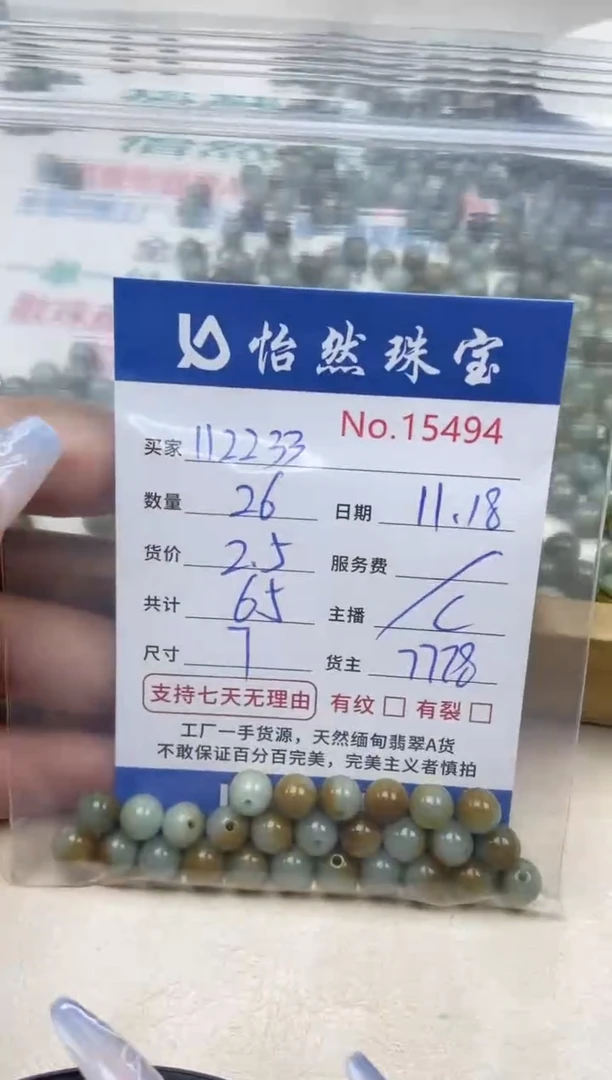 怡然珠宝
No.15494
买家 112233
数量 26 日期 11.18
货价 2.5 服务费 /
共计 65 主播 C
尺寸 7 货主 7778
支持七天无理由 有纹 □ 有裂 □
工厂一手货源，天然缅甸翡翠A货
不敢保证百分百完美，完美主义者慎拍